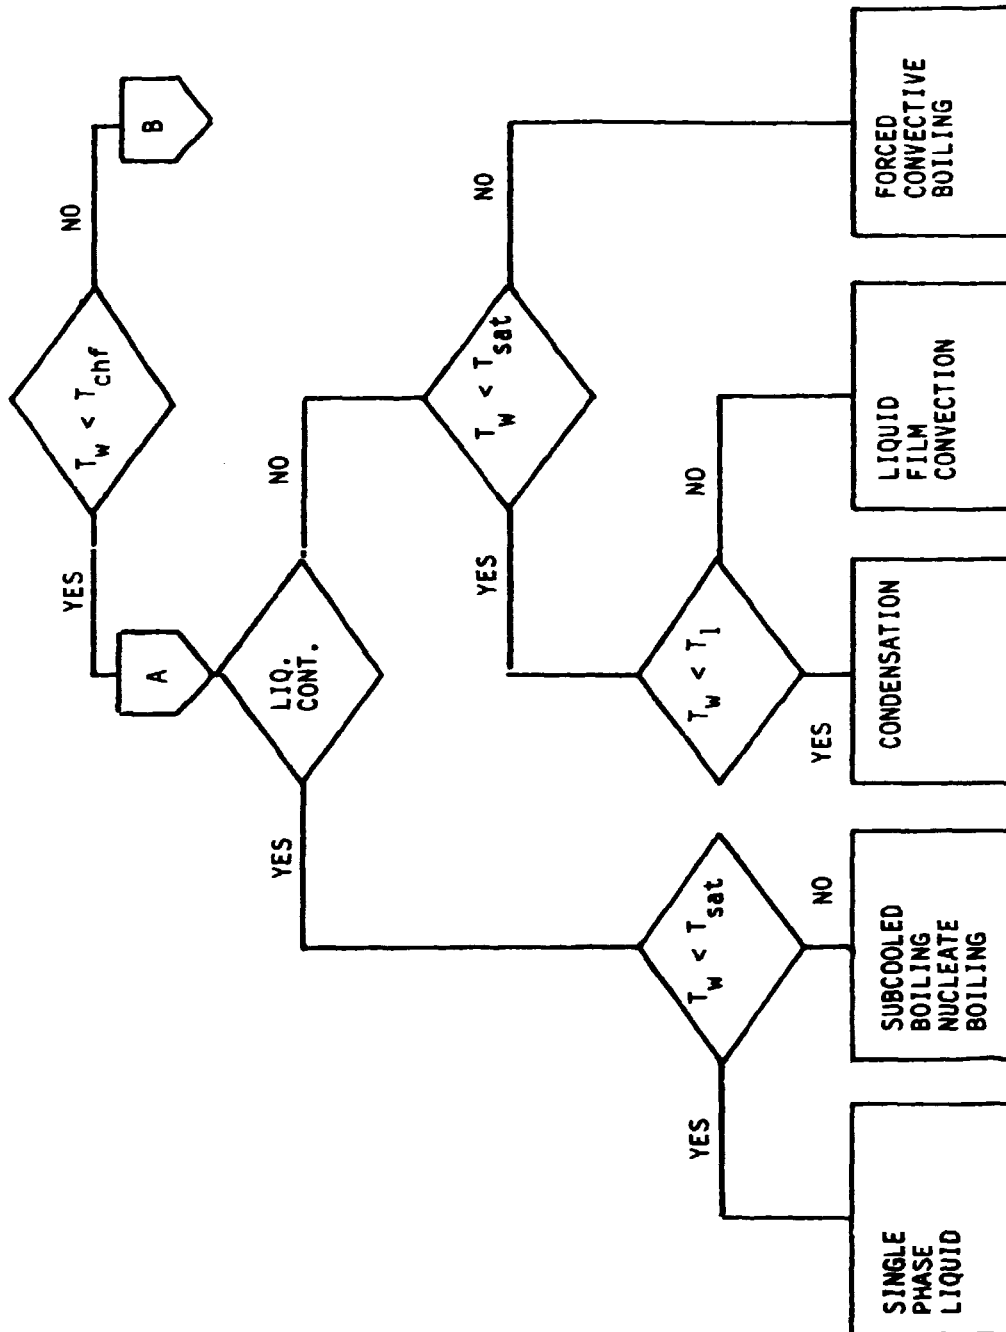 T_w < T_chf
YES
NO
A
B
LIQ.
CONT.
YES
NO
T_w < T_sat
YES
NO
T_w < T_sat
YES
NO
T_w < T_l
YES
NO
SINGLE
PHASE
LIQUID
SUBCOOLED
BOILING
NUCLEATE
BOILING
CONDENSATION
LIQUID
FILM
CONVECTION
FORCED
CONVECTIVE
BOILING